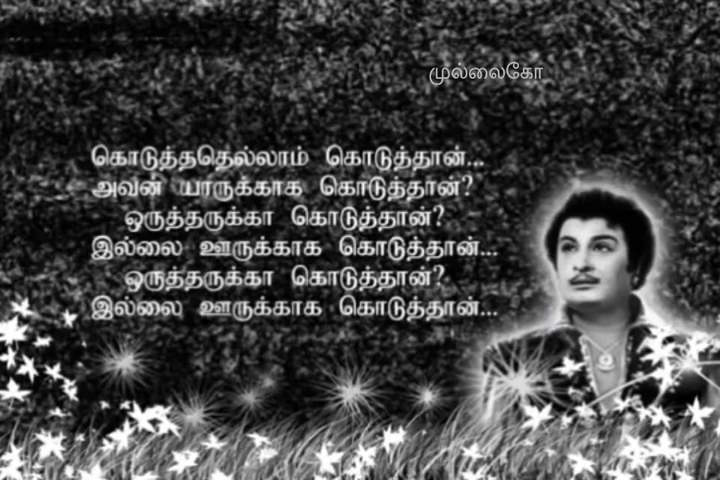 முல்லைகோ
கொடுத்ததெல்லாம் கொடுத்தான்...
அவன் யாருக்காக கொடுத்தான்?
ஒருத்தருக்கா கொடுத்தான்?
இல்லை ஊருக்காக கொடுத்தான்...
ஒருத்தருக்கா கொடுத்தான்?
இல்லை ஊருக்காக கொடுத்தான்...